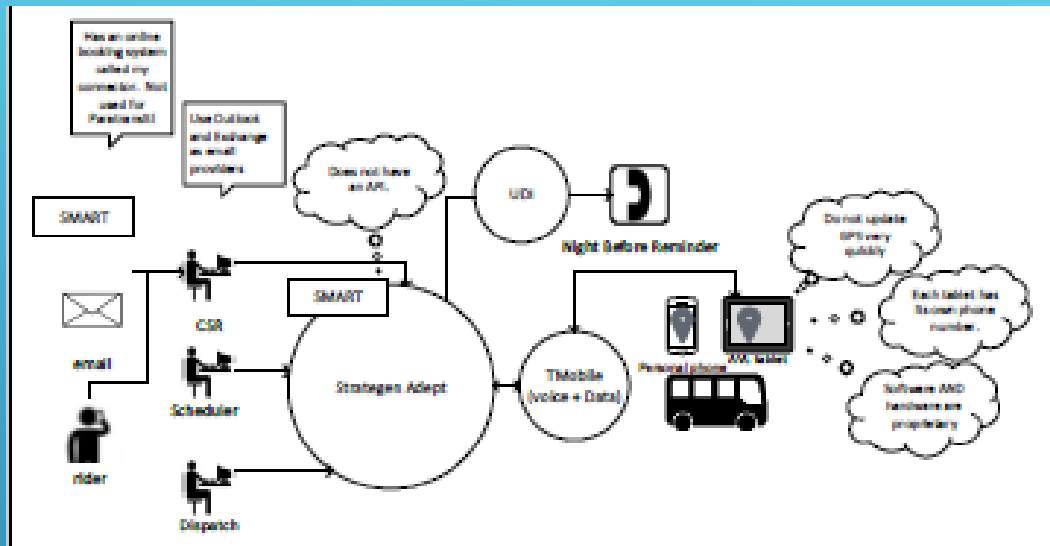 Has an online
booking system
called my
connector. Not
used for
Paratransit!
Use Outlook
and Exchange
as email
providers
Does not have
an API.
UDI
Night Before Reminder
Do not update
GPS very
quickly
SMART
SMART
Each tablet has
its own phone
number.
CSR
email
Personal phone
tablet
Strategen Adept
TMobile
(voice + Data)
Scheduler
Software AND
hardware are
proprietary
rider
Dispatch